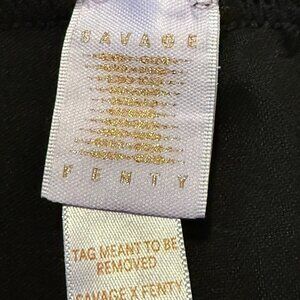 SAVAGE
FENTY
TAG MEANT TO BE
REMOVED
SAVAGE X FENTY